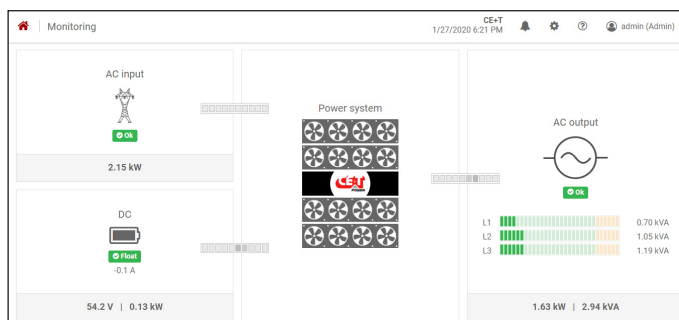 Monitoring
CE+T
1/27/2020 6:21 PM
admin (Admin)
AC input
Ok
2.15 kW
DC
Float
-0.1 A
54.2 V | 0.13 kW
Power system
CE+T
POWER
AC output
Ok
L1 0.70 kVA
L2 1.05 kVA
L3 1.19 kVA
1.63 kW | 2.94 kVA